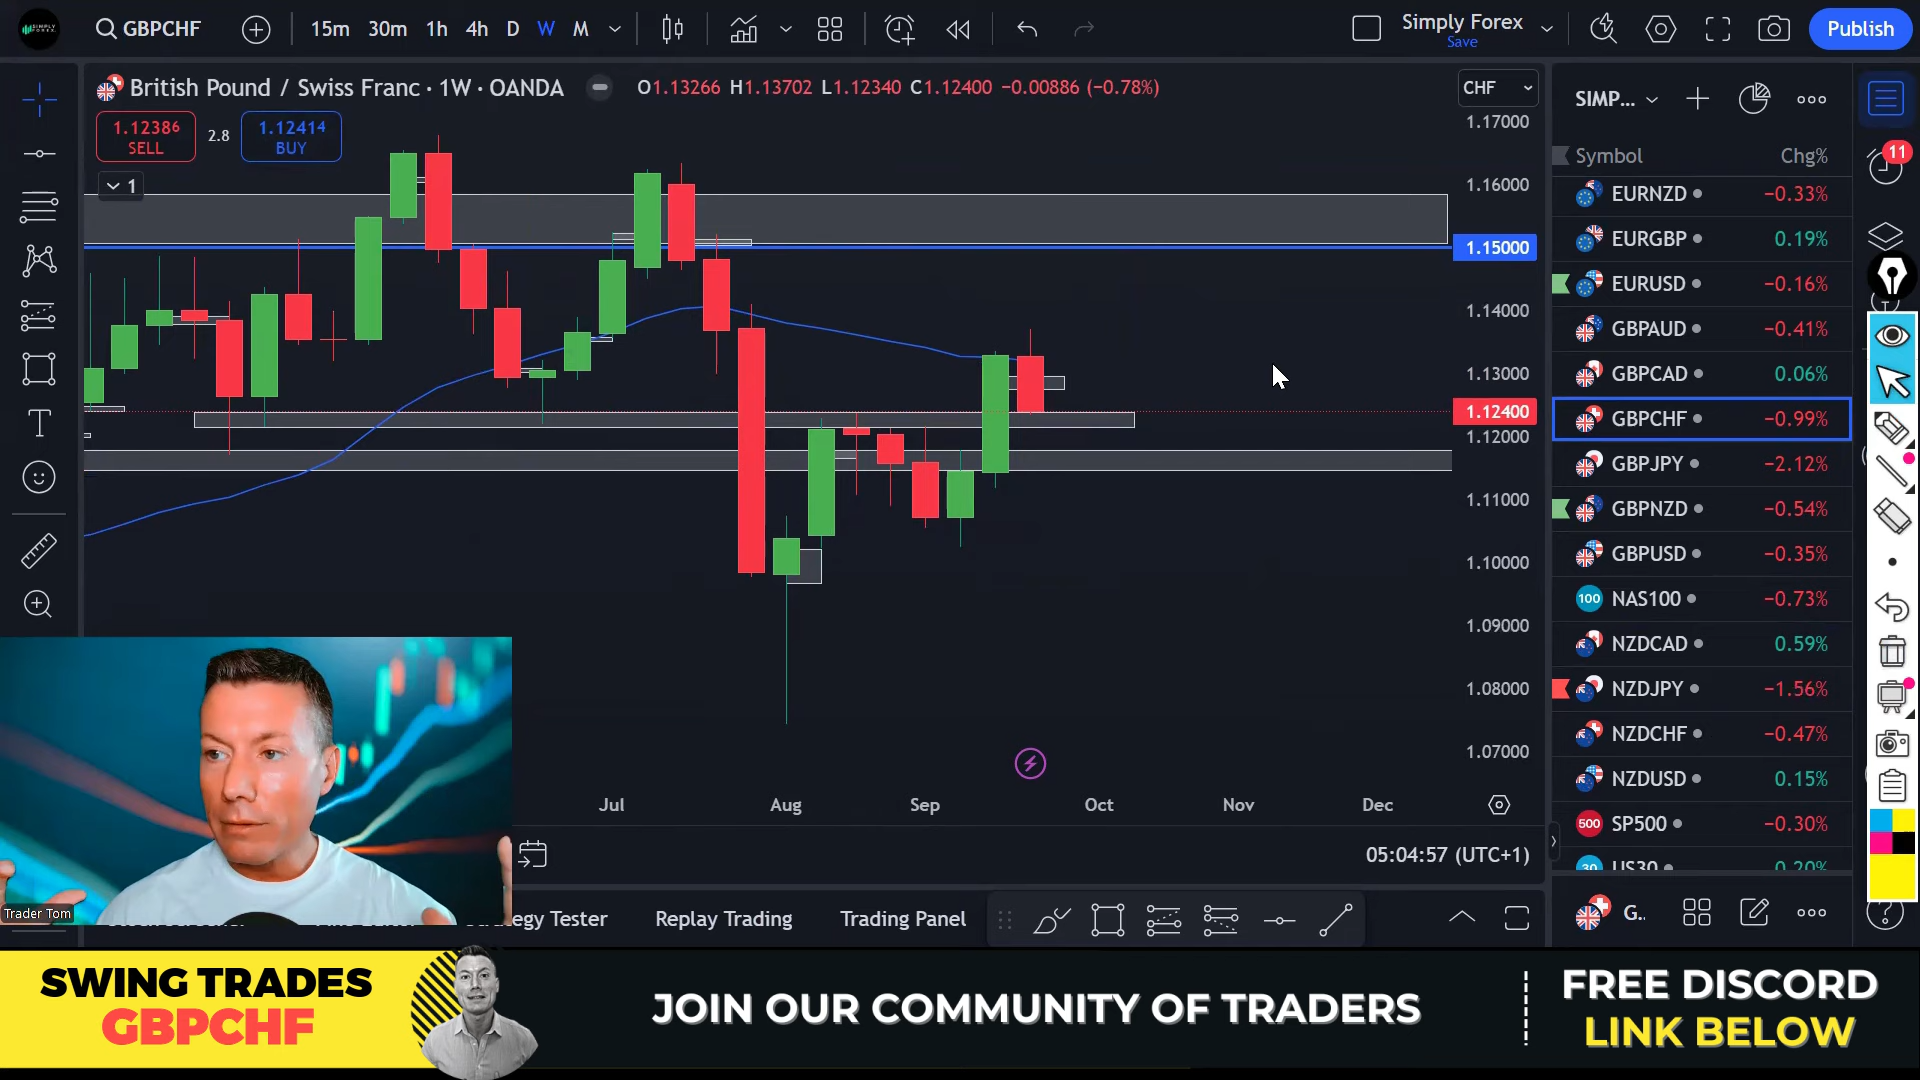 GBPCHF
15m 30m 1h 4h D W M
Simply Forex
Save
Publish
British Pound / Swiss Franc · 1W · OANDA
O1.13266 H1.13702 L1.12340 C1.12400 −0.00886 (−0.78%)
CHF
1.12386
SELL
2.8
1.12414
BUY
1
1.17000
1.16000
1.15000
1.14000
1.13000
1.12400
1.12000
1.11000
1.10000
1.09000
1.08000
1.07000
Jul Aug Sep Oct Nov Dec
05:04:57 (UTC+1)
SIMP...
11
Symbol Chg%
EURNZD −0.33%
EURGBP 0.19%
EURUSD −0.16%
GBPAUD −0.41%
GBPCAD 0.06%
GBPCHF −0.99%
GBPJPY −2.12%
GBPNZD −0.54%
GBPUSD −0.35%
100 NAS100 −0.73%
NZDCAD 0.59%
NZDJPY −1.56%
NZDCHF −0.47%
NZDUSD 0.15%
500 SP500 −0.30%
30 US30 0.20%
G..
Trader Tom
egy Tester Replay Trading Trading Panel
SWING TRADES
GBPCHF
JOIN OUR COMMUNITY OF TRADERS
FREE DISCORD
LINK BELOW